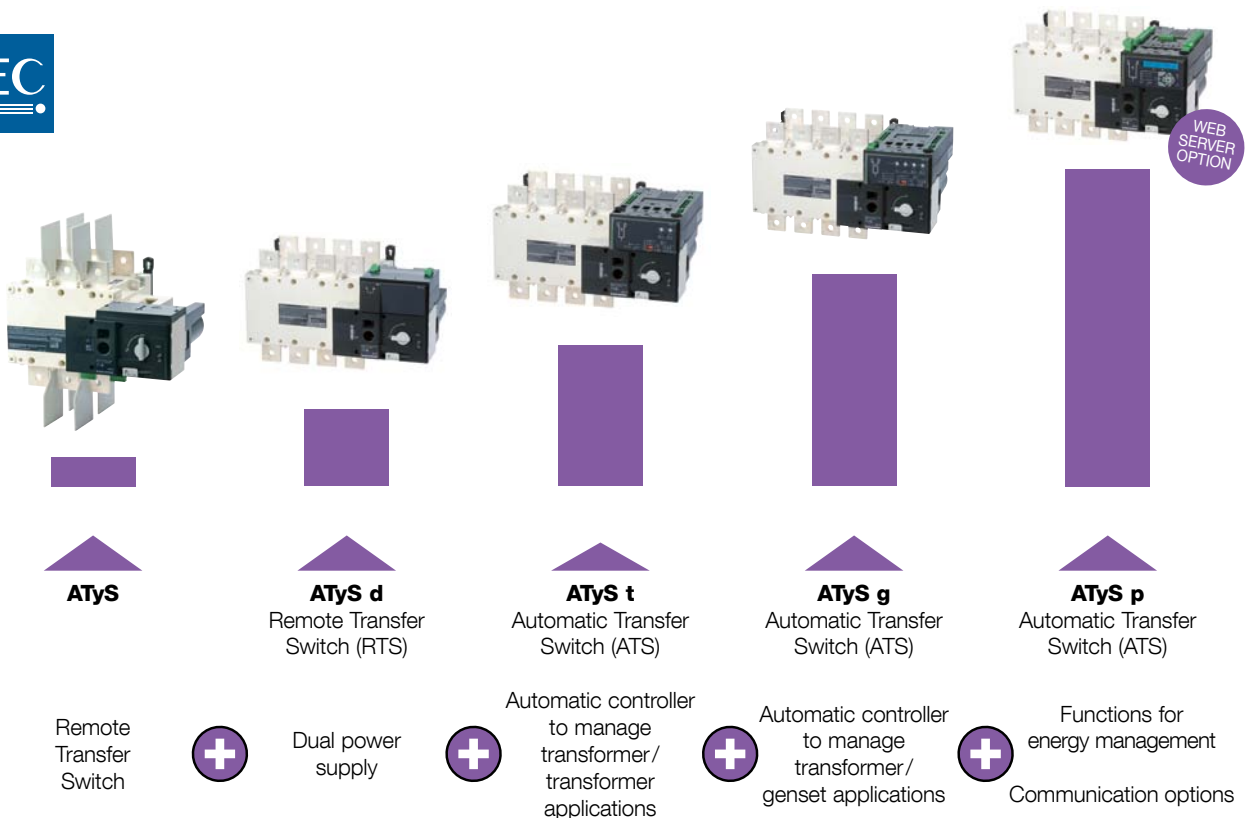 EC
WEB
SERVER
OPTION
ATyS
ATyS d
Remote Transfer
Switch (RTS)
ATyS t
Automatic Transfer
Switch (ATS)
ATyS g
Automatic Transfer
Switch (ATS)
ATyS p
Automatic Transfer
Switch (ATS)
Remote
Transfer
Switch
Dual power
supply
Automatic controller
to manage
transformer/
transformer
applications
Automatic controller
to manage
transformer/
genset applications
Functions for
energy management
Communication options